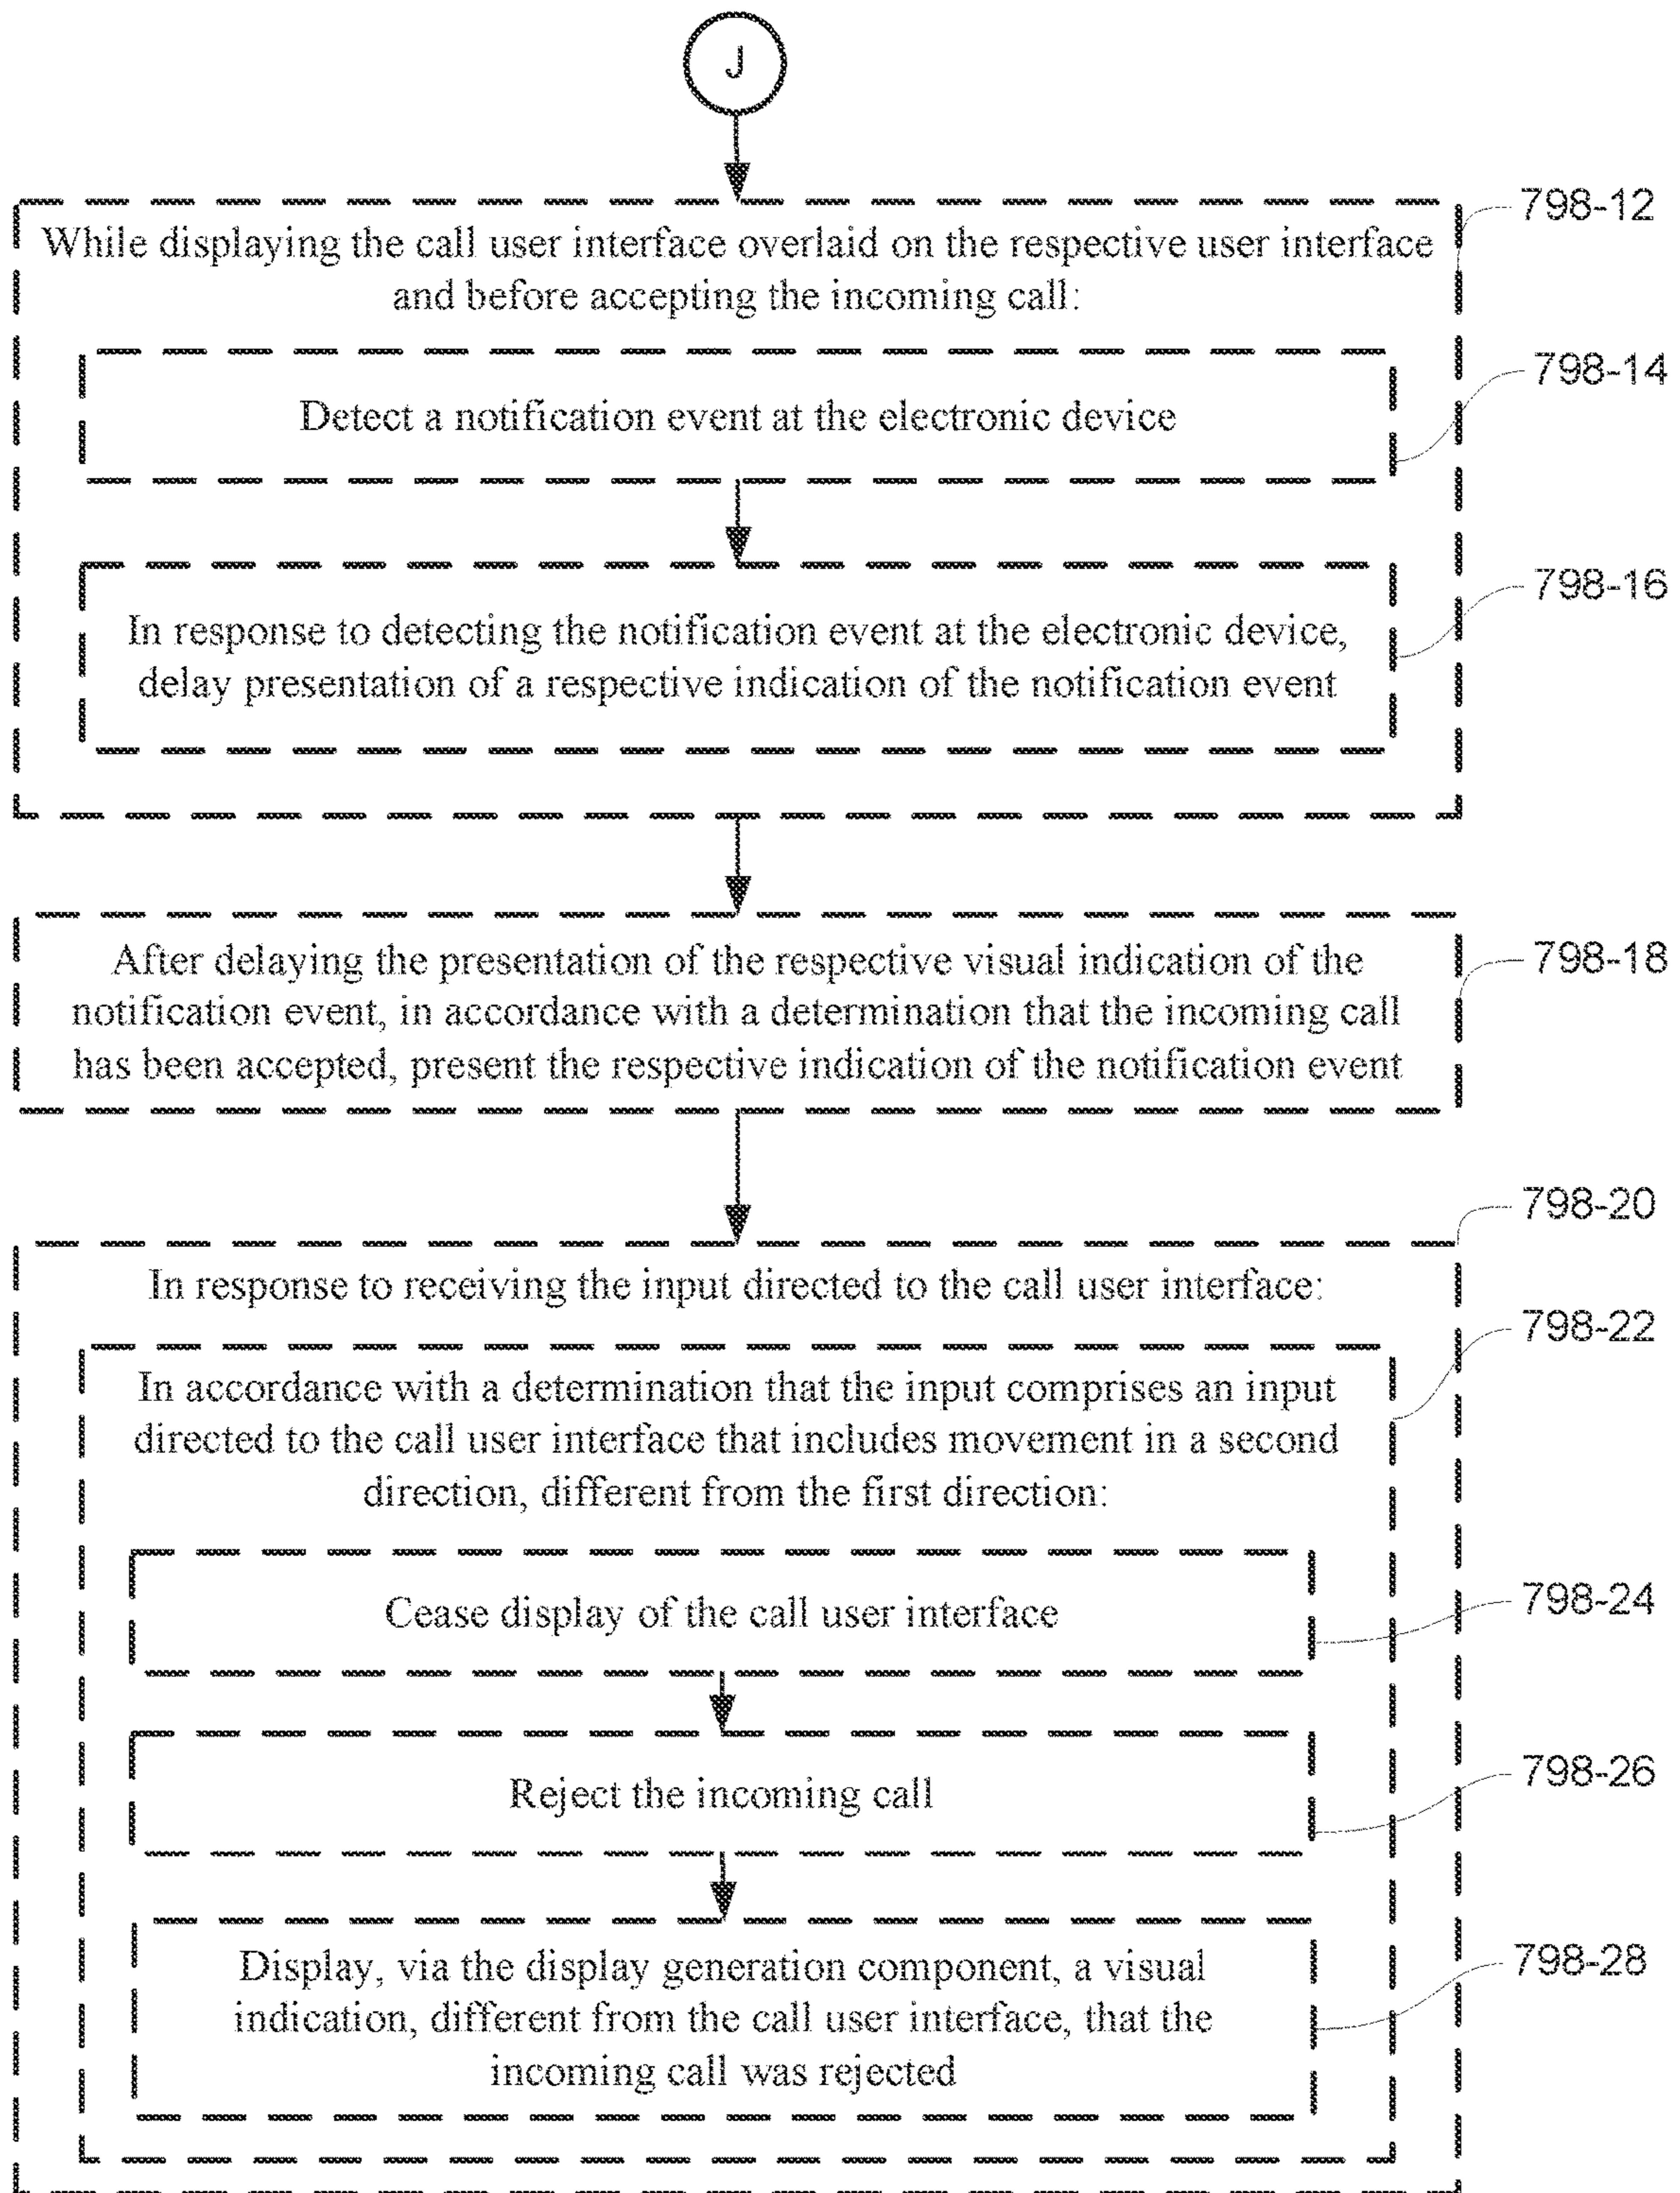 J
798-12
While displaying the call user interface overlaid on the respective user interface
and before accepting the incoming call:
798-14
Detect a notification event at the electronic device
798-16
In response to detecting the notification event at the electronic device,
delay presentation of a respective indication of the notification event
798-18
After delaying the presentation of the respective visual indication of the
notification event, in accordance with a determination that the incoming call
has been accepted, present the respective indication of the notification event
798-20
In response to receiving the input directed to the call user interface:
798-22
In accordance with a determination that the input comprises an input
directed to the call user interface that includes movement in a second
direction, different from the first direction:
798-24
Cease display of the call user interface
798-26
Reject the incoming call
798-28
Display, via the display generation component, a visual
indication, different from the call user interface, that the
incoming call was rejected